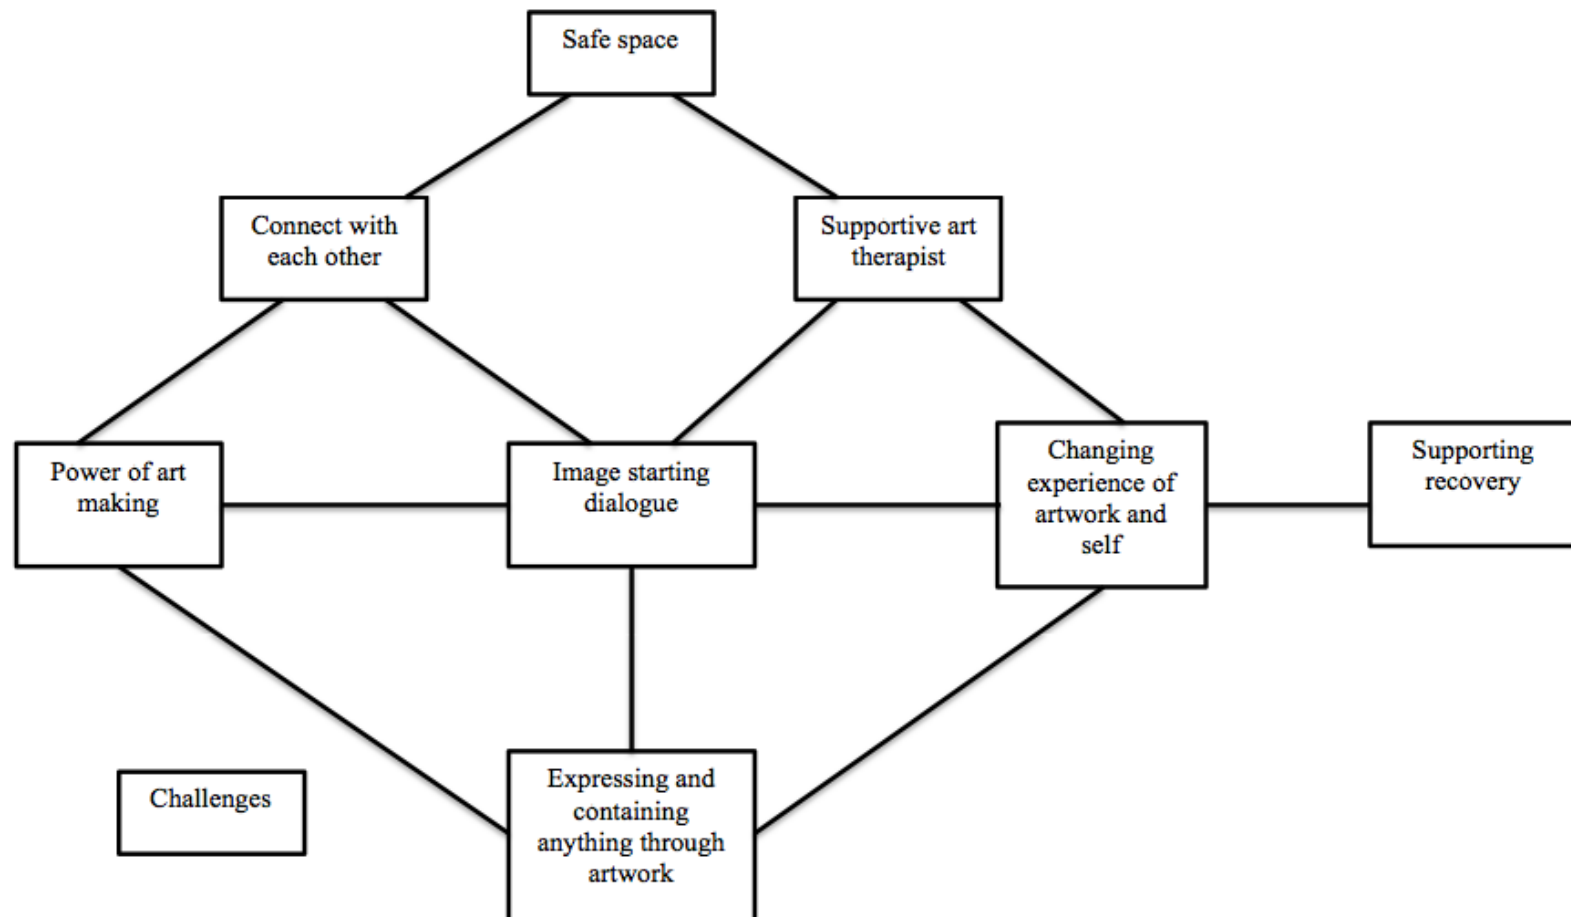 Safe space
Connect with
each other
Supportive art
therapist
Power of art
making
Image starting
dialogue
Changing
experience of
artwork and
self
Supporting
recovery
Challenges
Expressing and
containing
anything through
artwork